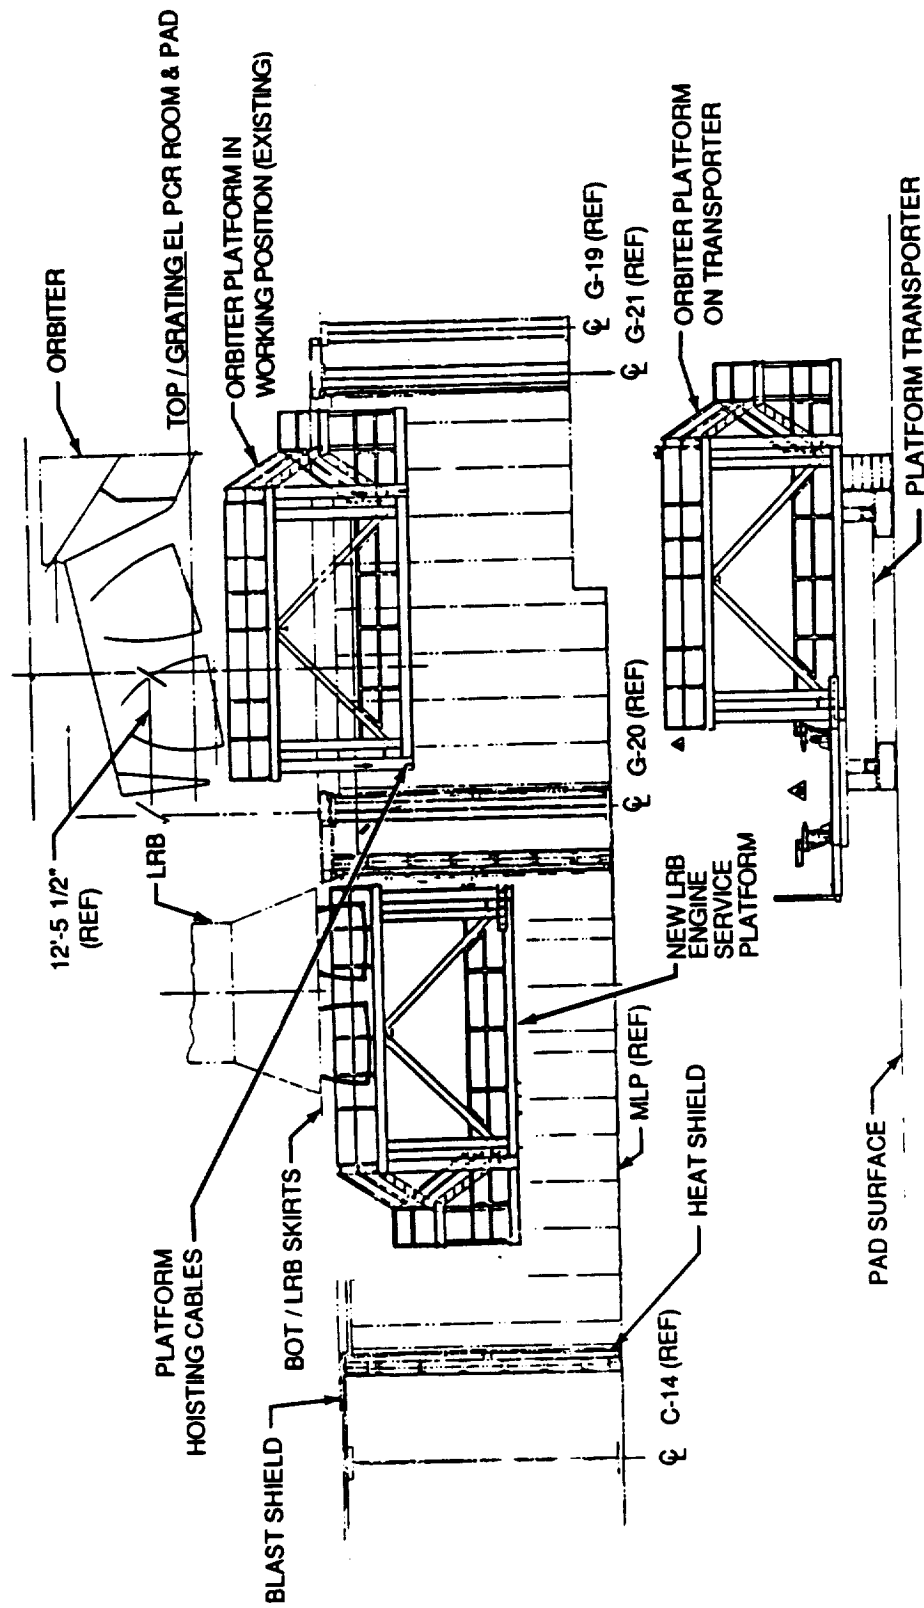 ORBITER
TOP / GRATING EL PCR ROOM & PAD
ORBITER PLATFORM IN
WORKING POSITION (EXISTING)
12'-5 1/2"
(REF)
LRB
PLATFORM
HOISTING CABLES
BOT / LRB SKIRTS
BLAST SHIELD
℄ G-19 (REF)
℄ G-21 (REF)
℄ G-20 (REF)
ORBITER PLATFORM
ON TRANSPORTER
NEW LRB
ENGINE
SERVICE
PLATFORM
MLP (REF)
HEAT SHIELD
℄ C-14 (REF)
PAD SURFACE
PLATFORM TRANSPORTER